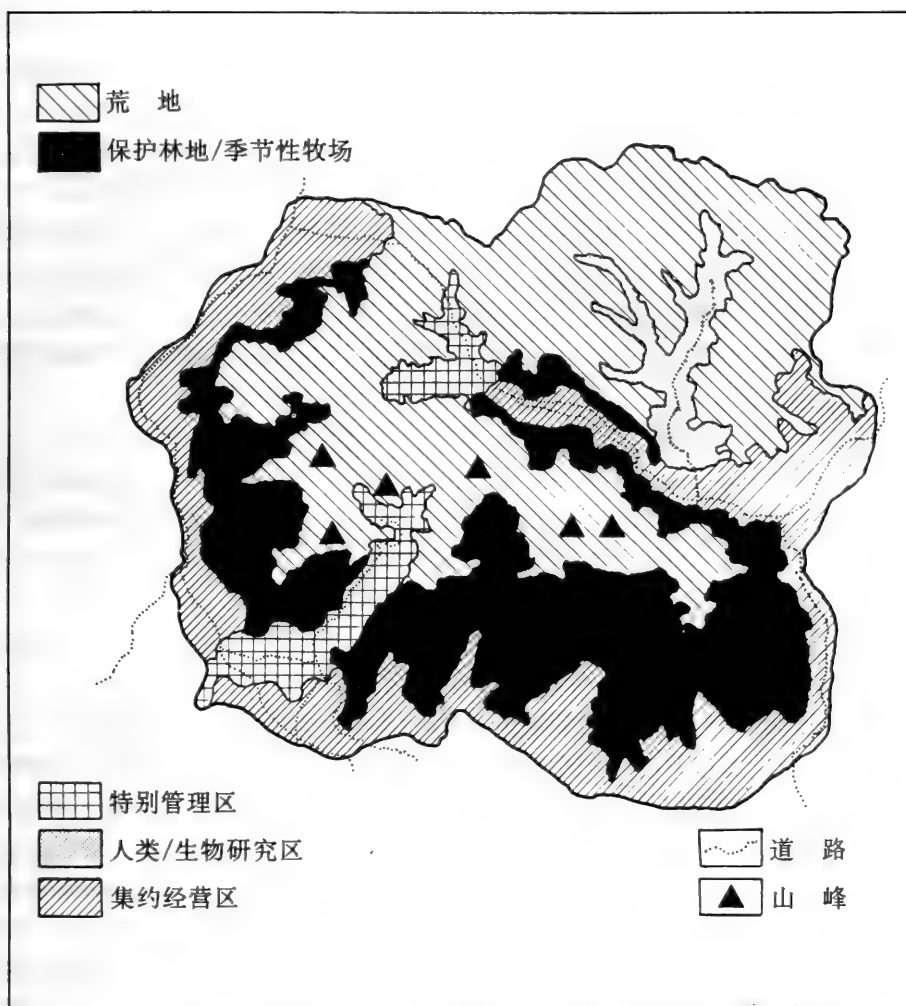 荒 地
保护林地/季节性牧场
特别管理区
人类/生物研究区
集约经营区
道 路
山 峰